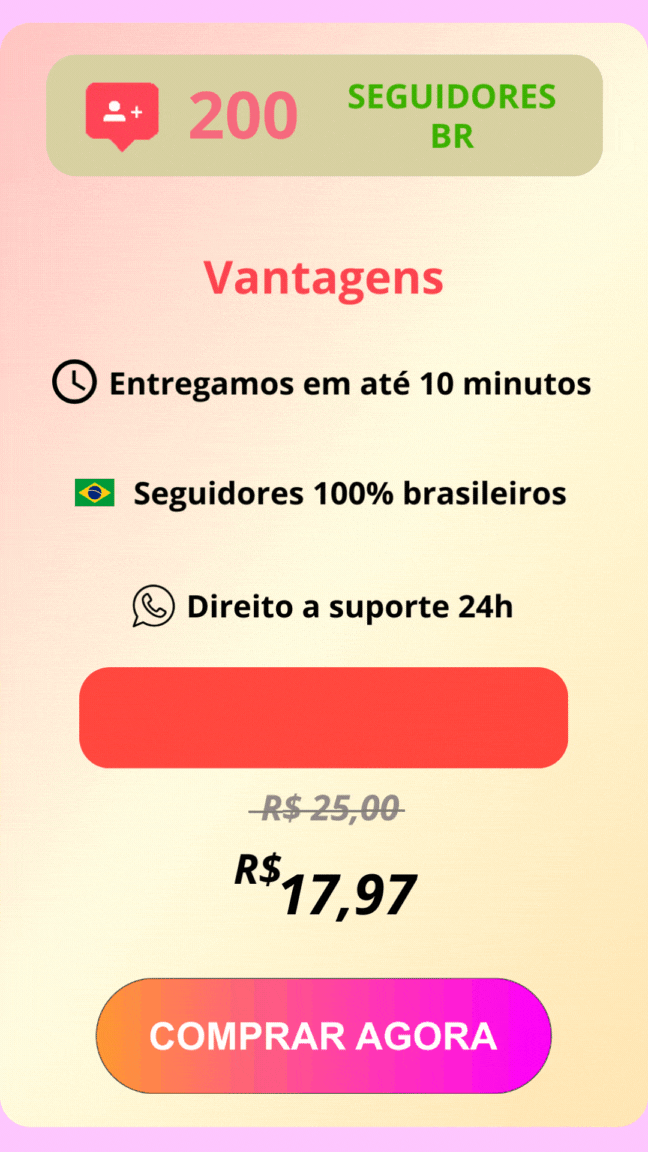 200
SEGUIDORES
BR
Vantagens
Entregamos em até 10 minutos
Seguidores 100% brasileiros
Direito a suporte 24h
R$ 25,00
R$17,97
COMPRAR AGORA